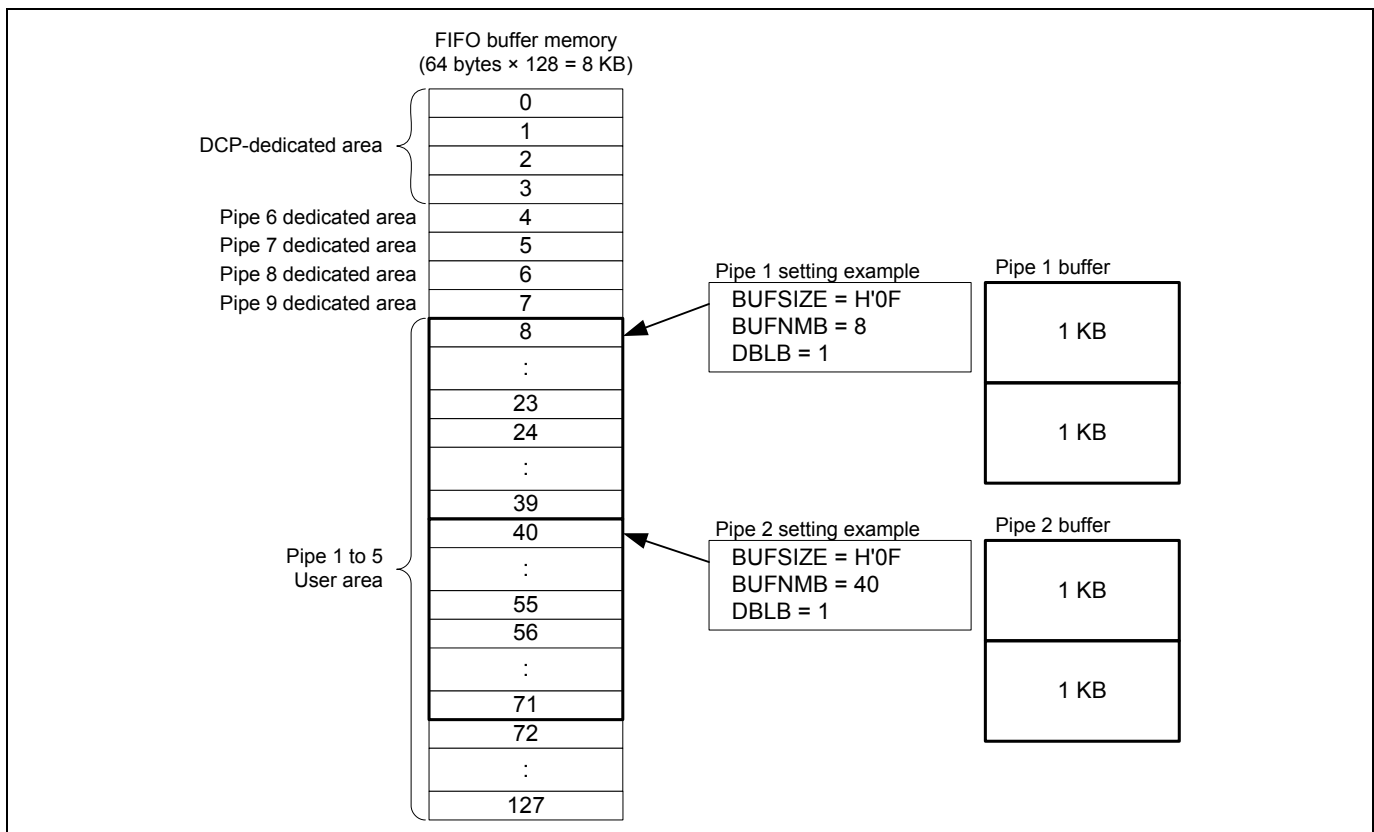 FIFO buffer memory
(64 bytes × 128 = 8 KB)
0
1
DCP-dedicated area
2
3
Pipe 6 dedicated area 4
Pipe 7 dedicated area 5
Pipe 8 dedicated area 6
Pipe 9 dedicated area 7
Pipe 1 setting example
BUFSIZE = H'0F
BUFNMB = 8
DBLB = 1
Pipe 1 buffer
1 KB
1 KB
8
:
23
24
:
39
40
Pipe 2 setting example
BUFSIZE = H'0F
BUFNMB = 40
DBLB = 1
Pipe 2 buffer
1 KB
1 KB
Pipe 1 to 5
User area
:
55
56
:
71
72
:
127